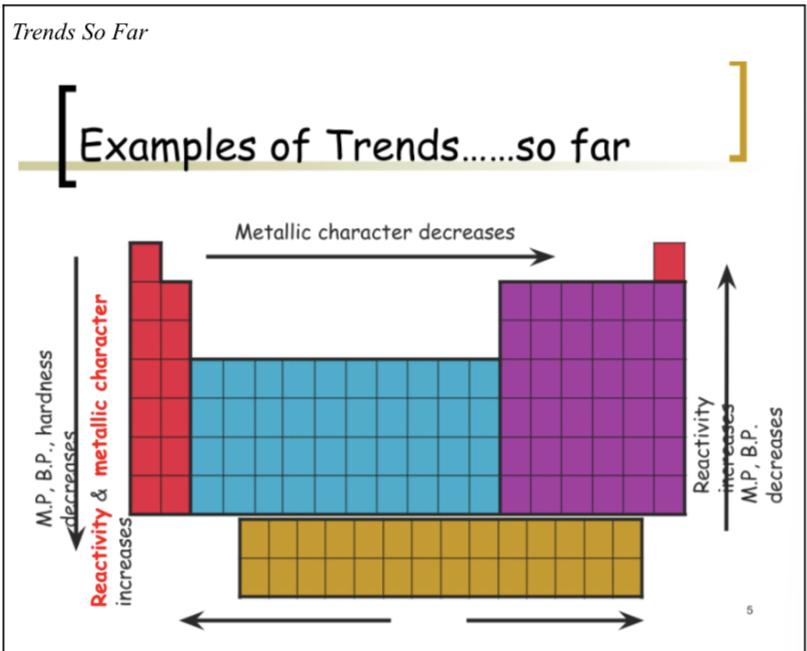 Trends So Far
Examples of Trends......so far
Metallic character decreases
M.P, B.P., hardness
decreases
Reactivity & metallic character
increases
Reactivity
increases
M.P, B.P.
decreases
5